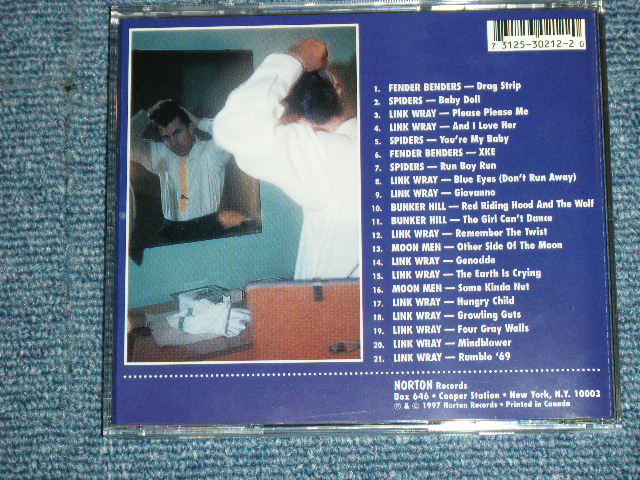 7 3125-30212-2 0
1. FENDER BENDERS — Drag Strip
2. SPIDERS — Baby Doll
3. LINK WRAY — Please Please Me
4. LINK WRAY — And I Love Her
5. SPIDERS — You're My Baby
6. FENDER BENDERS — XKE
7. SPIDERS — Run Boy Run
8. LINK WRAY — Blue Eyes (Don't Run Away)
9. LINK WRAY — Giovanno
10. BUNKER HILL — Red Riding Hood And The Wolf
11. BUNKER HILL — The Girl Can't Dance
12. LINK WRAY — Remember The Twist
13. MOON MEN — Other Side Of The Moon
14. LINK WRAY — Genocide
15. LINK WRAY — The Earth Is Crying
16. MOON MEN — Some Kinda Nut
17. LINK WRAY — Hungry Child
18. LINK WRAY — Growling Guts
19. LINK WRAY — Four Gray Walls
20. LINK WRAY — Mindblower
21. LINK WRAY — Rumble '69
NORTON Records
Box 646 • Cooper Station • New York, N.Y. 10003
℗ & © 1997 Norton Records • Printed in Canada